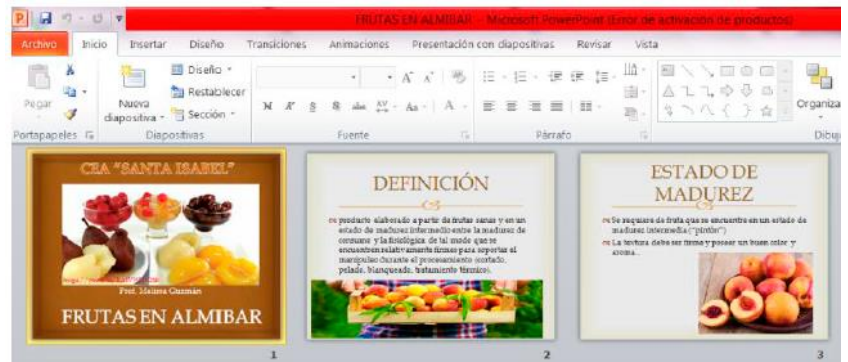 FRUTAS EN ALMIBAR - Microsoft PowerPoint (Error de activación de productos)
Archivo Inicio Insertar Diseño Transiciones Animaciones Presentación con diapositivas Revisar Vista
Pegar
Nueva diapositiva
Diseño
Restablecer
Sección
N K S S abc AV Aa A
Organiza
Portapapeles Diapositivas Fuente Párrafo Dibuj
CEA "SANTA ISABEL"
Prof. Melissa Guzmán
FRUTAS EN ALMIBAR
1
DEFINICIÓN
producto elaborado a partir de frutas sanas y en un
estado de madurez intermedio entre la madurez de
consumo y la fisiológica, de tal modo que se
encuentren relativamente firmes para soportar el
manipuleo durante el procesamiento (cortado,
pelado, blanqueado, tratamiento térmico).
2
ESTADO DE
MADUREZ
Se requiere de fruta que se encuentre en un estado de
madurez intermedia ("pintón")
La textura debe ser firme y poseer un buen color y
aroma.
3